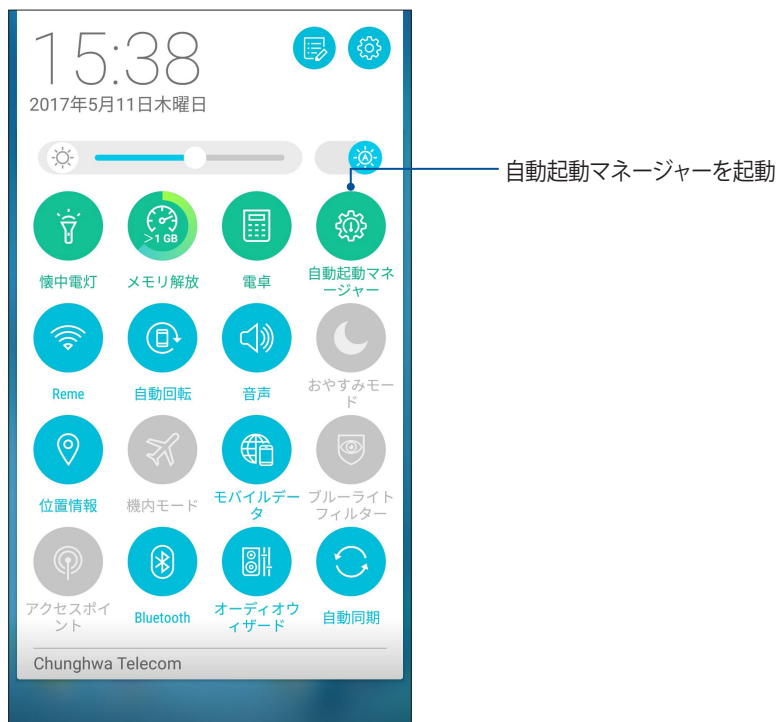 15:38
2017年5月11日木曜日
自動起動マネージャーを起動
>1 GB
懐中電灯
メモリ解放
電卓
自動起動マネ
ージャー
Reme
自動回転
音声
おやすみモー
ド
位置情報
機内モード
モバイルデー
タ
ブルーライト
フィルター
アクセスポイ
ント
Bluetooth
オーディオウ
ィザード
自動同期
Chunghwa Telecom